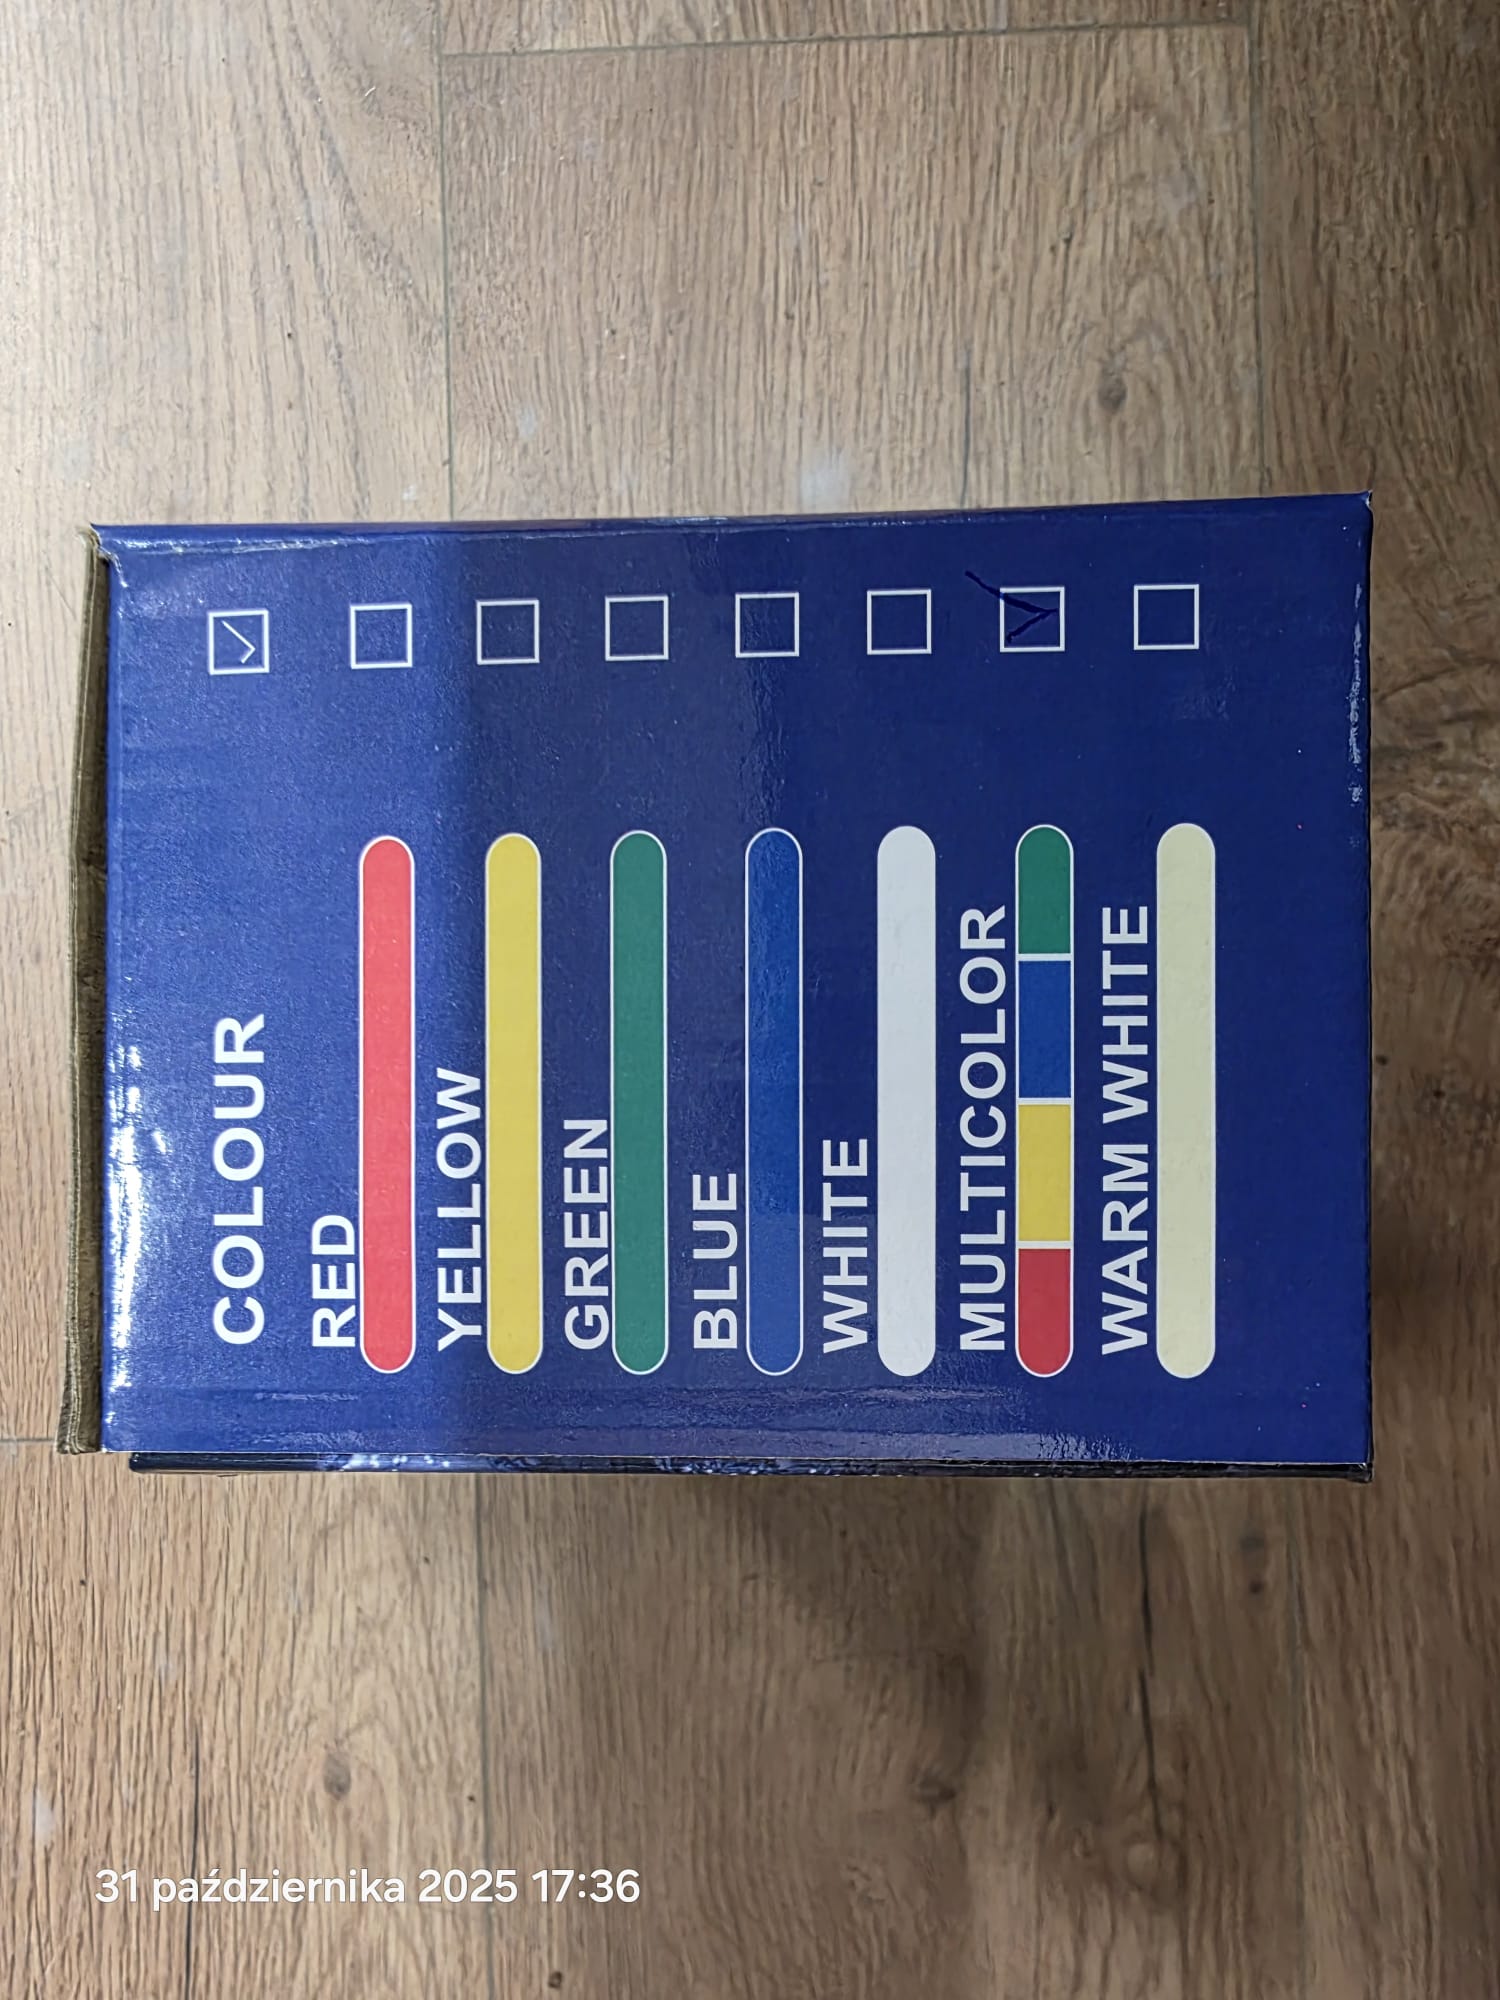 COLOUR
RED
YELLOW
GREEN
BLUE
WHITE
MULTICOLOR
WARM WHITE
31 października 2025 17:36